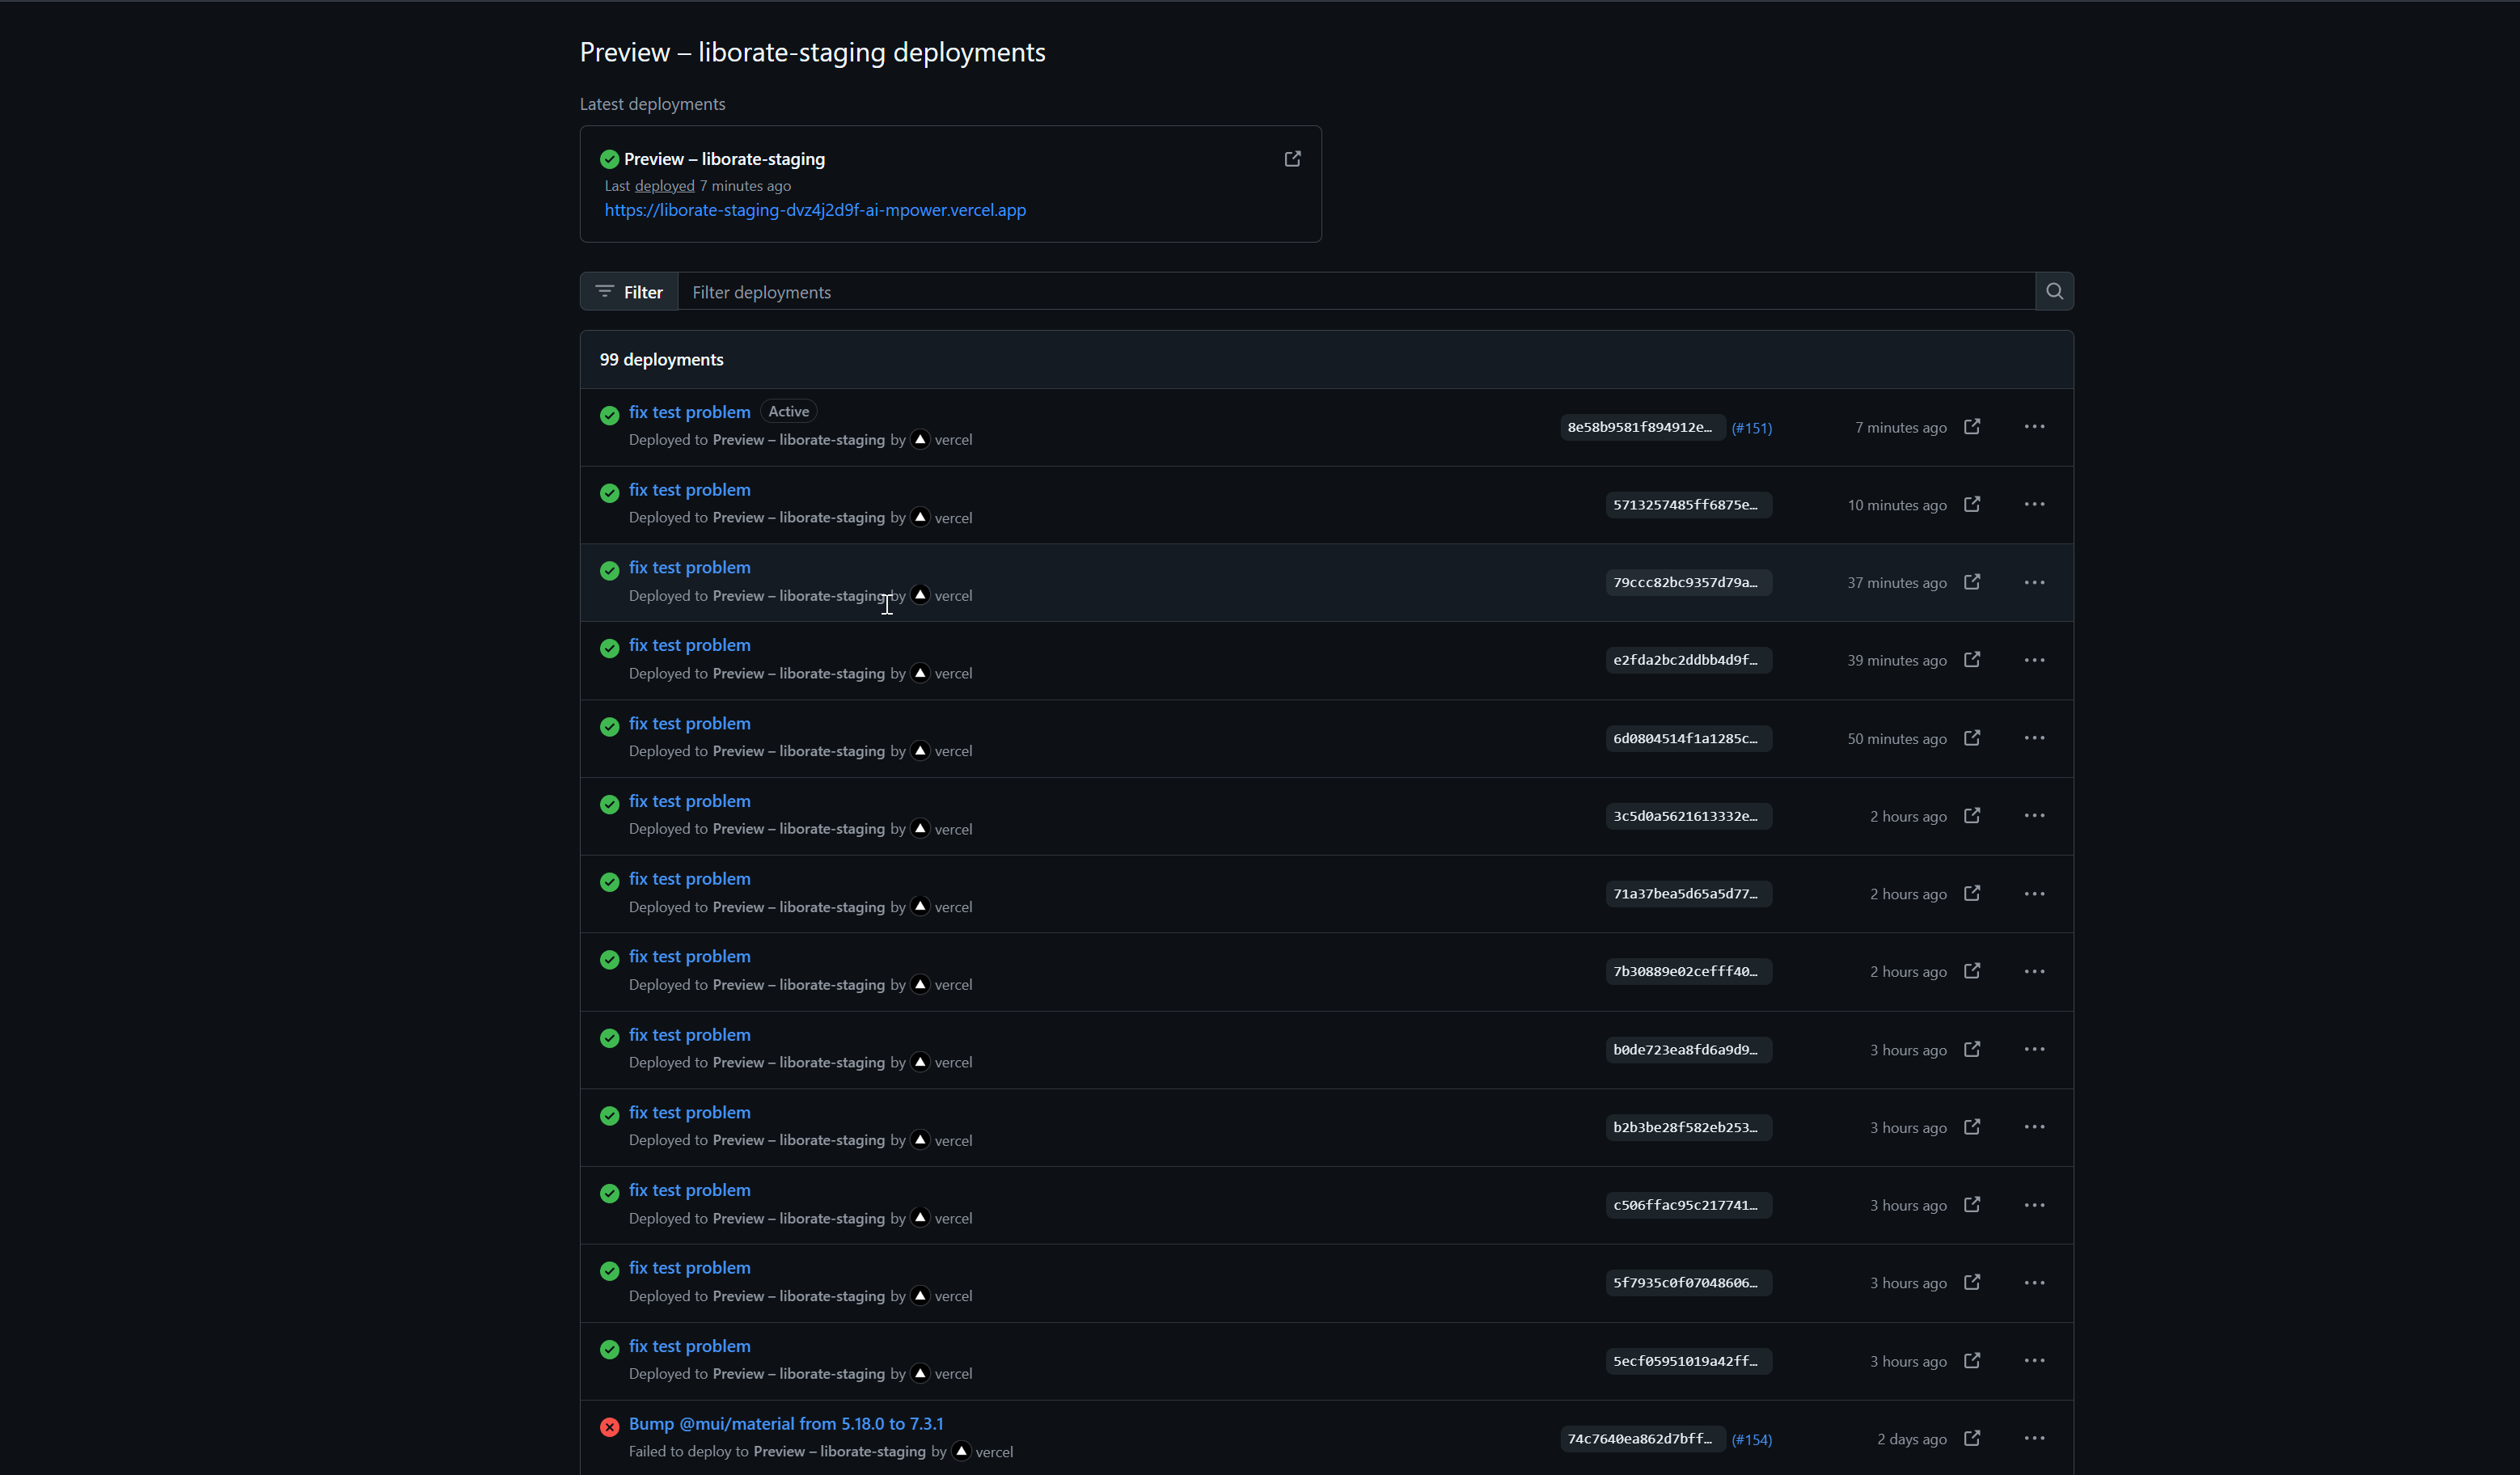 Preview – liborate-staging deployments
Latest deployments
Preview – liborate-staging
Last deployed 7 minutes ago
https://liborate-staging-dvz4j2d9f-ai-mpower.vercel.app
Filter Filter deployments
99 deployments
fix test problem Active
Deployed to Preview – liborate-staging by vercel
8e58b9581f894912e… (#151) 7 minutes ago
fix test problem
Deployed to Preview – liborate-staging by vercel
5713257485ff6875e… 10 minutes ago
fix test problem
Deployed to Preview – liborate-staging by vercel
79ccc82bc9357d79a… 37 minutes ago
fix test problem
Deployed to Preview – liborate-staging by vercel
e2fda2bc2ddbb4d9f… 39 minutes ago
fix test problem
Deployed to Preview – liborate-staging by vercel
6d0804514f1a1285c… 50 minutes ago
fix test problem
Deployed to Preview – liborate-staging by vercel
3c5d0a5621613332e… 2 hours ago
fix test problem
Deployed to Preview – liborate-staging by vercel
71a37bea5d65a5d77… 2 hours ago
fix test problem
Deployed to Preview – liborate-staging by vercel
7b30889e02cefff40… 2 hours ago
fix test problem
Deployed to Preview – liborate-staging by vercel
b0de723ea8fd6a9d9… 3 hours ago
fix test problem
Deployed to Preview – liborate-staging by vercel
b2b3be28f582eb253… 3 hours ago
fix test problem
Deployed to Preview – liborate-staging by vercel
c506ffac95c217741… 3 hours ago
fix test problem
Deployed to Preview – liborate-staging by vercel
5f7935c0f07048606… 3 hours ago
fix test problem
Deployed to Preview – liborate-staging by vercel
5ecf05951019a42ff… 3 hours ago
Bump @mui/material from 5.18.0 to 7.3.1
Failed to deploy to Preview – liborate-staging by vercel
74c7640ea862d7bff… (#154) 2 days ago